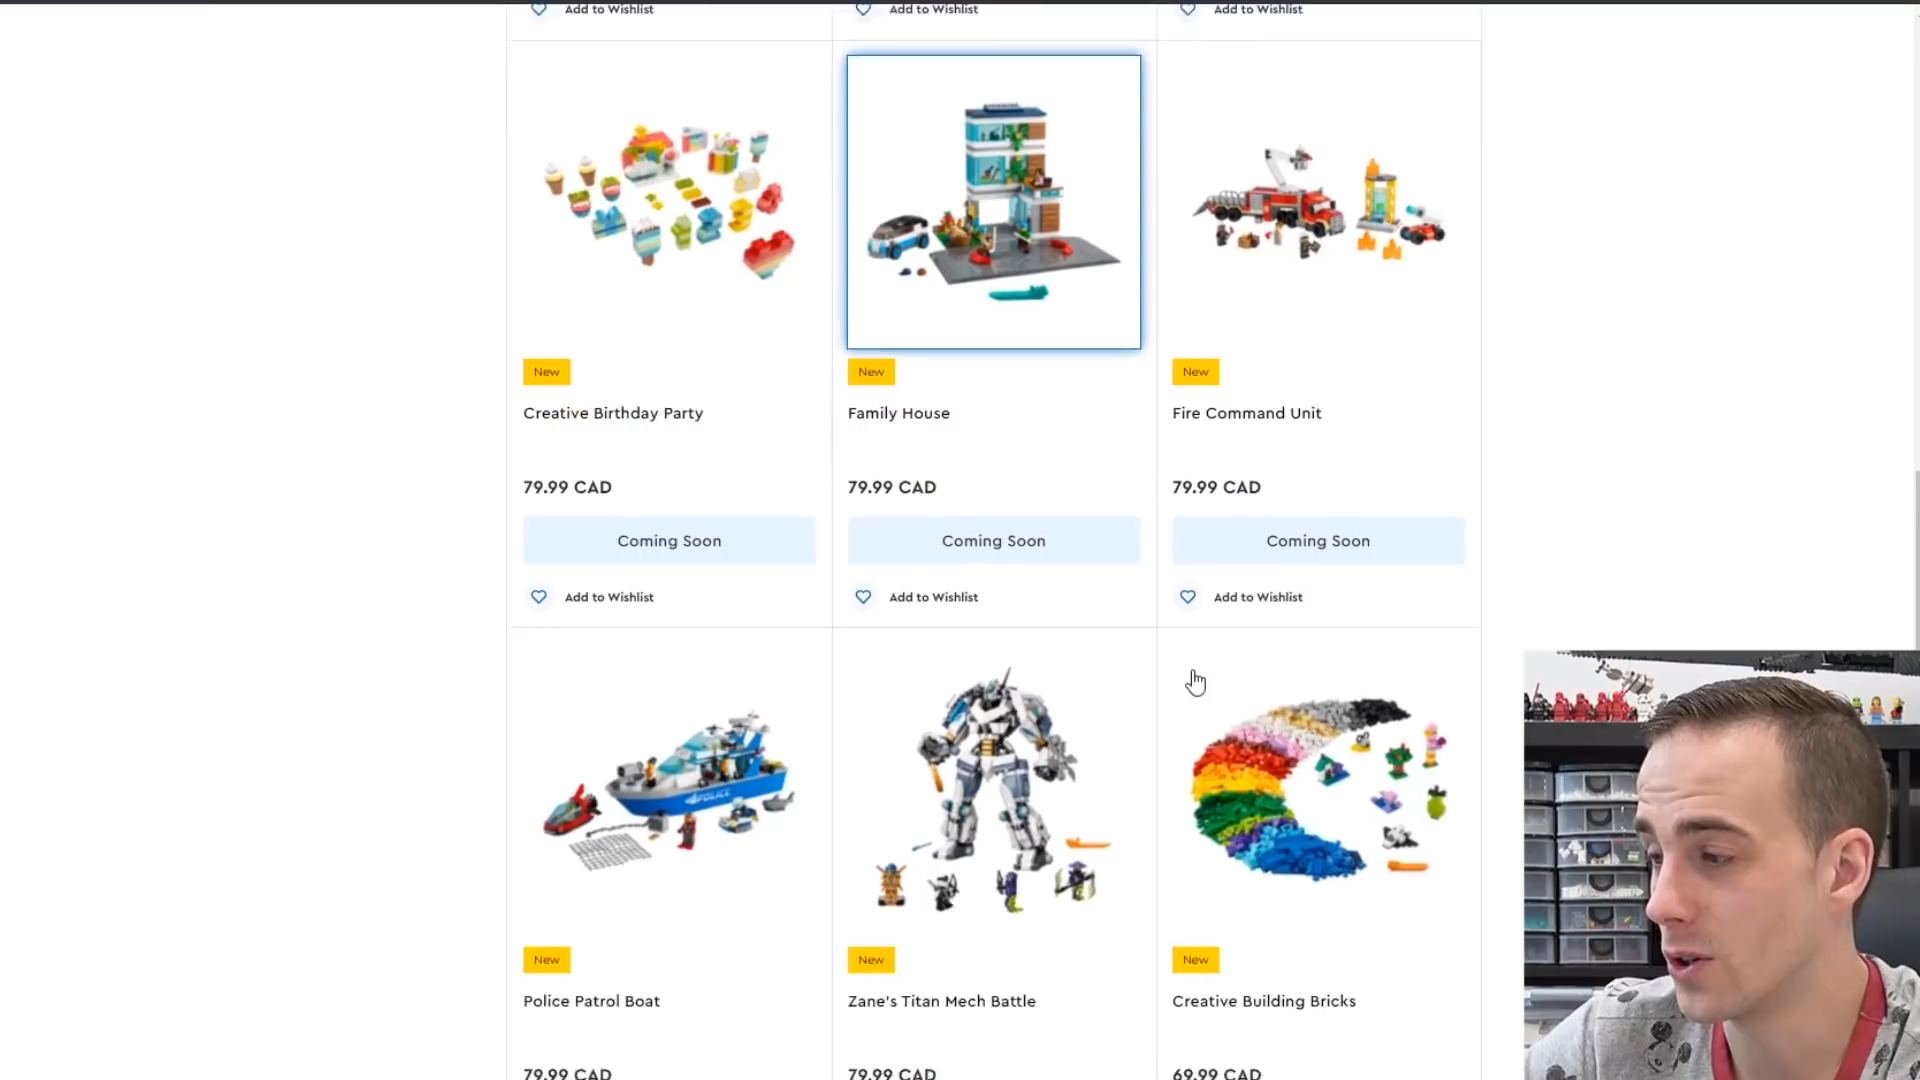 Add to Wishlist
Add to Wishlist
Add to Wishlist
New
New
New
Creative Birthday Party
Family House
Fire Command Unit
79.99 CAD
79.99 CAD
79.99 CAD
Coming Soon
Coming Soon
Coming Soon
Add to Wishlist
Add to Wishlist
Add to Wishlist
POLICE
New
New
New
Police Patrol Boat
Zane's Titan Mech Battle
Creative Building Bricks
79.99 CAD
79.99 CAD
69.99 CAD